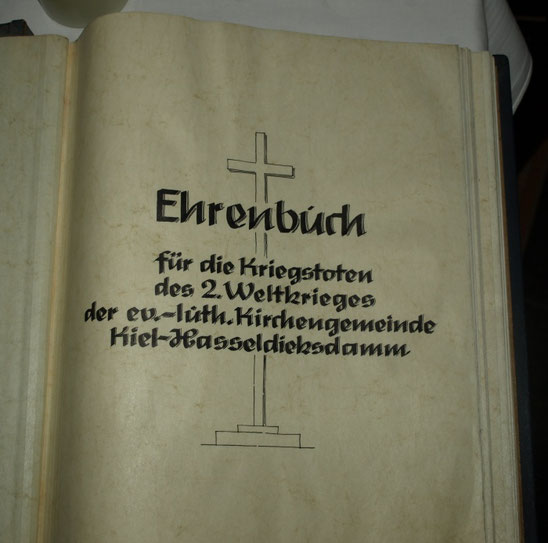 Ehrenbuch
für die Kriegstoten
des 2. Weltkrieges
der ev.-luth. Kirchengemeinde
Kiel-Hasseldieksdamm